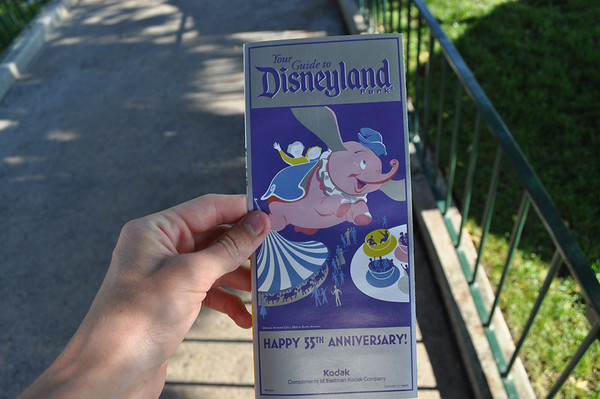 Your
Guide to
Disneyland
Park
HAPPY 55TH ANNIVERSARY!
Kodak
Compliments of Eastman Kodak Company